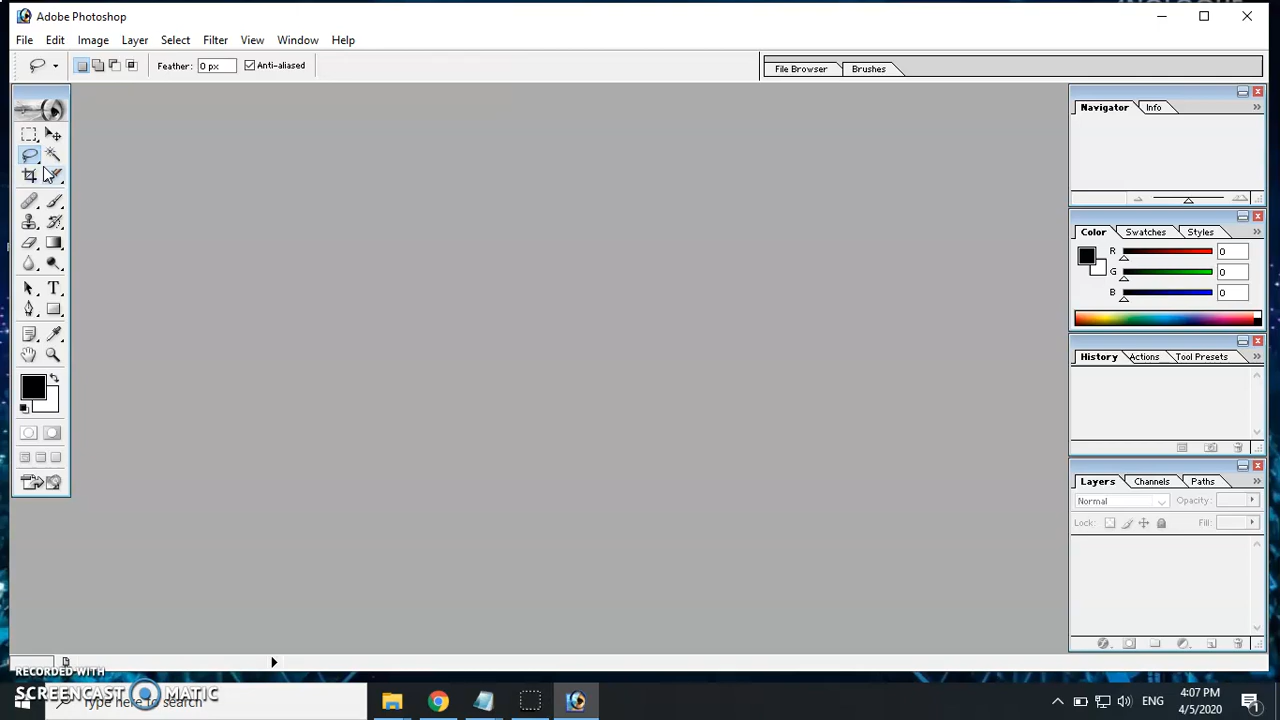 Adobe Photoshop
File Edit Image Layer Select Filter View Window Help
Feather: 0 px Anti-aliased
File Browser Brushes
Navigator Info
Color Swatches Styles
R 0
G 0
B 0
History Actions Tool Presets
Layers Channels Paths
Normal Opacity:
Lock: Fill:
RECORDED WITH
SCREENCAST MATIC
Type here to search
ENG
4:07 PM
4/5/2020
1